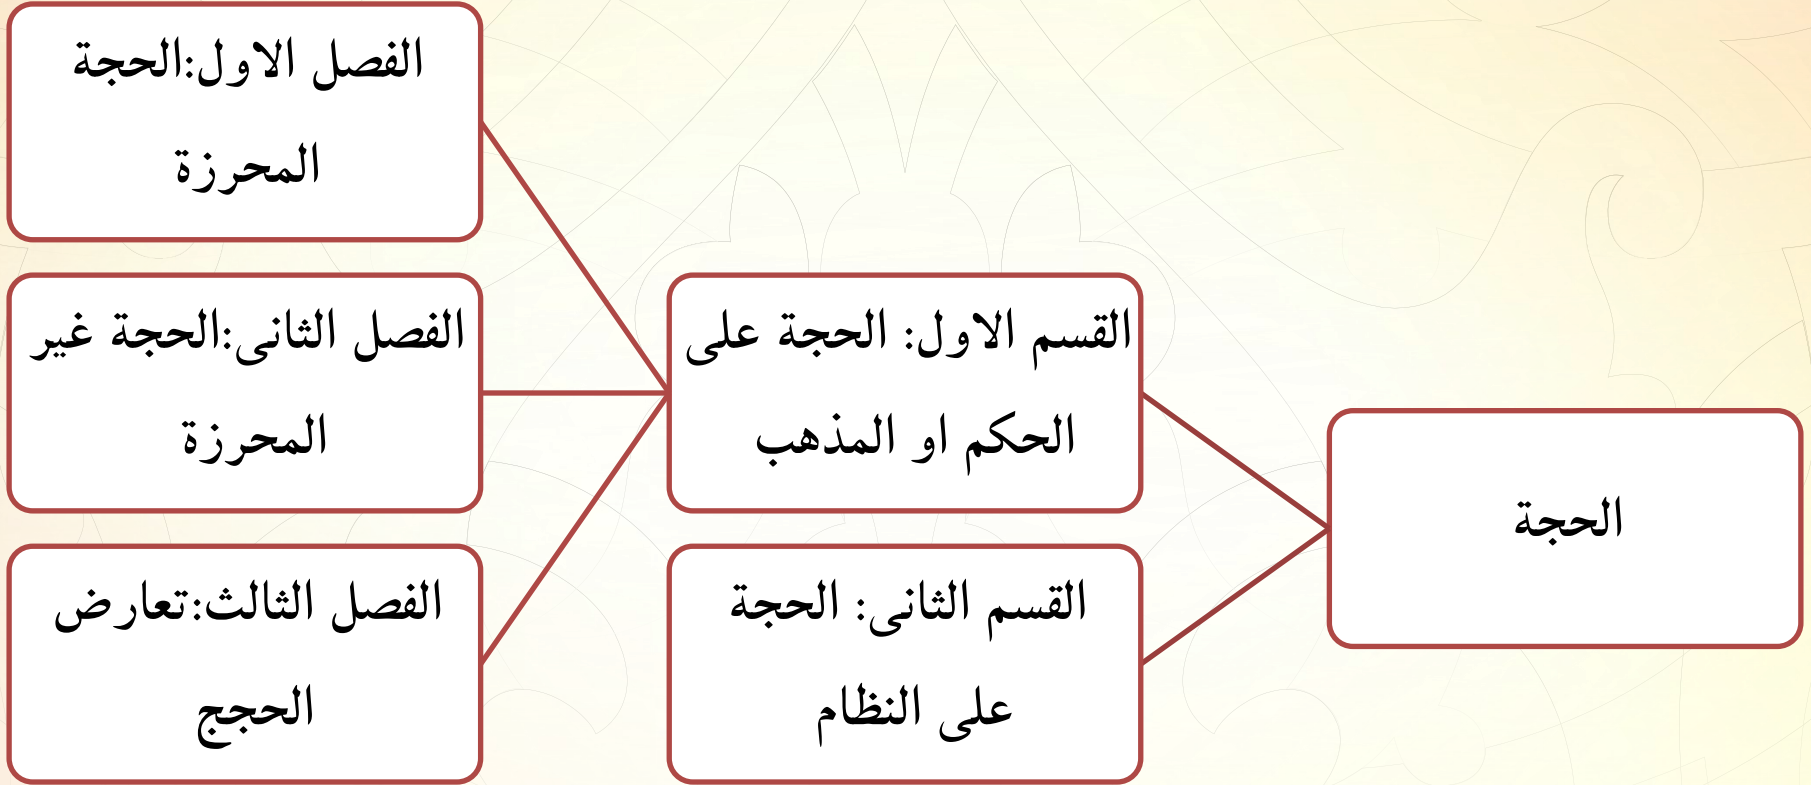 الحجة
القسم الاول: الحجة على
الحكم او المذهب
القسم الثانى: الحجة
على النظام
الفصل الاول:الحجة
المحرزة
الفصل الثانى:الحجة غير
المحرزة
الفصل الثالث:تعارض
الحجج